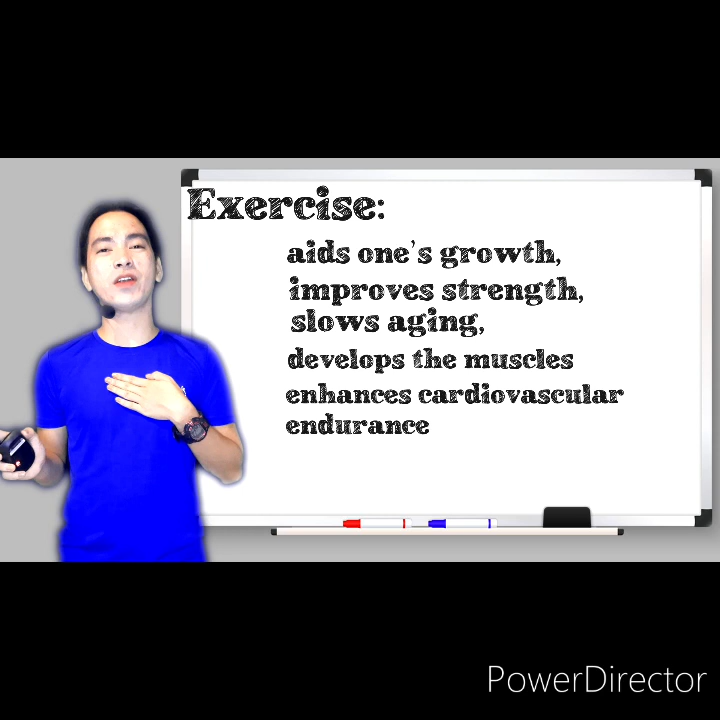 Exercise:
aids one's growth,
improves strength,
slows aging,
develops the muscles
enhances cardiovascular
endurance
PowerDirector